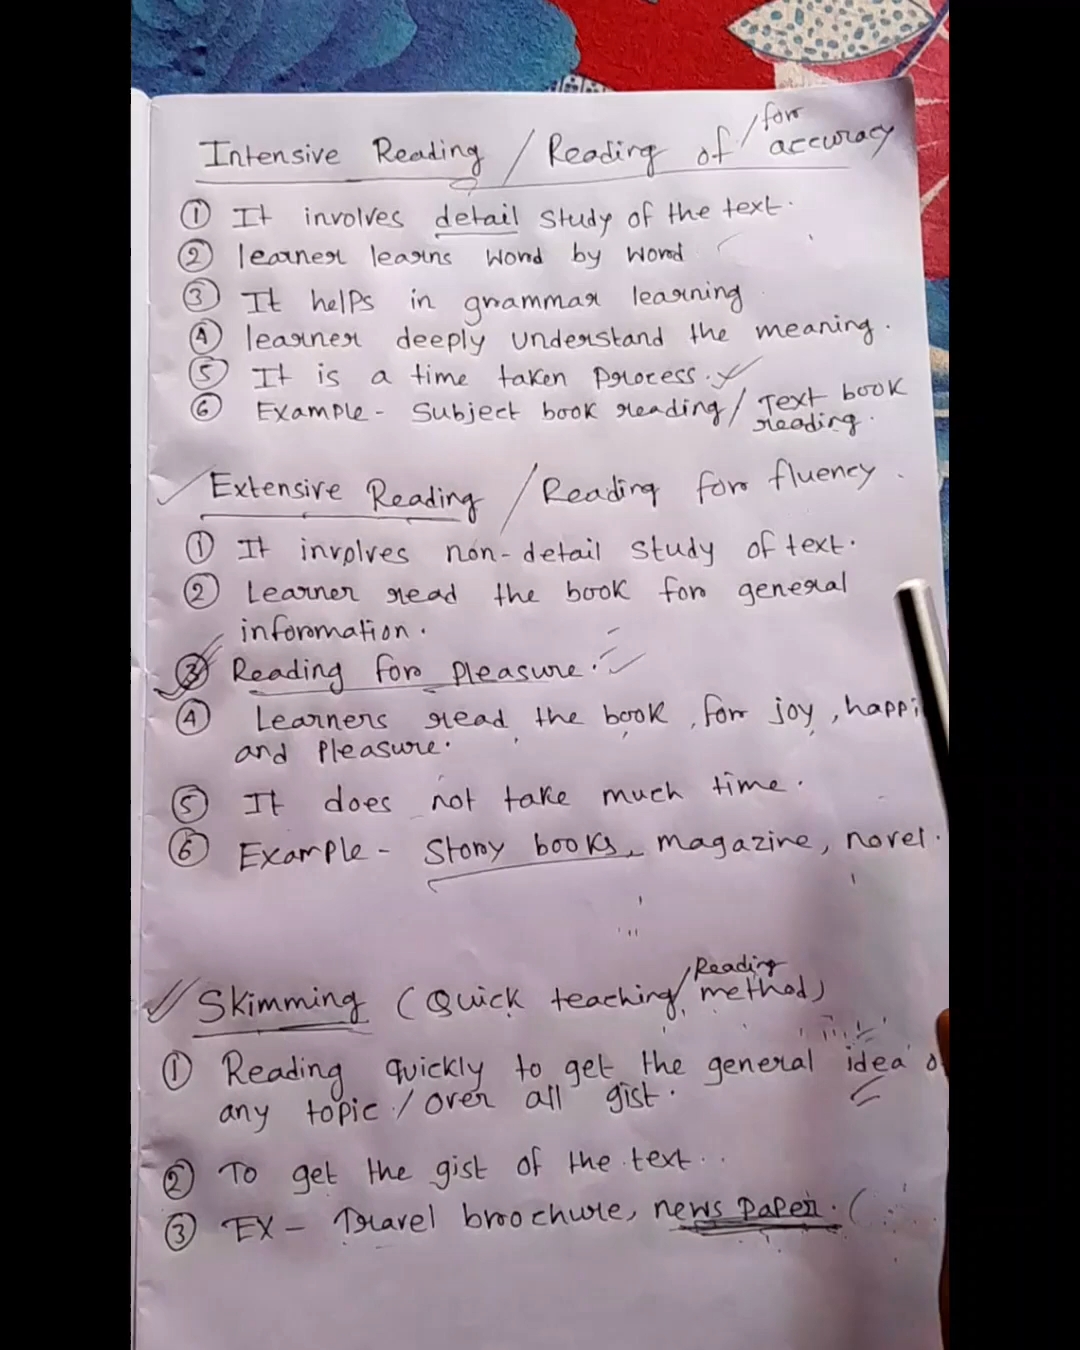 Intensive Reading / Reading of / for accuracy
① It involves detail study of the text.
② learner learns word by word
③ It helps in grammar learning
④ learner deeply understand the meaning.
⑤ It is a time taken process.
⑥ Example - Subject book reading / Text book
reading.
Extensive Reading / Reading for fluency.
① It involves non-detail study of text.
② Learner read the book for general
information.
③ Reading for pleasure.
④ Learners read the book, for joy, happi
and pleasure.
⑤ It does not take much time.
⑥ Example - Story books, magazine, novel.
Skimming (Quick teaching / Reading method)
① Reading quickly to get the general idea o
any topic / over all gist.
② To get the gist of the text..
③ EX - Travel brochure, news paper. (